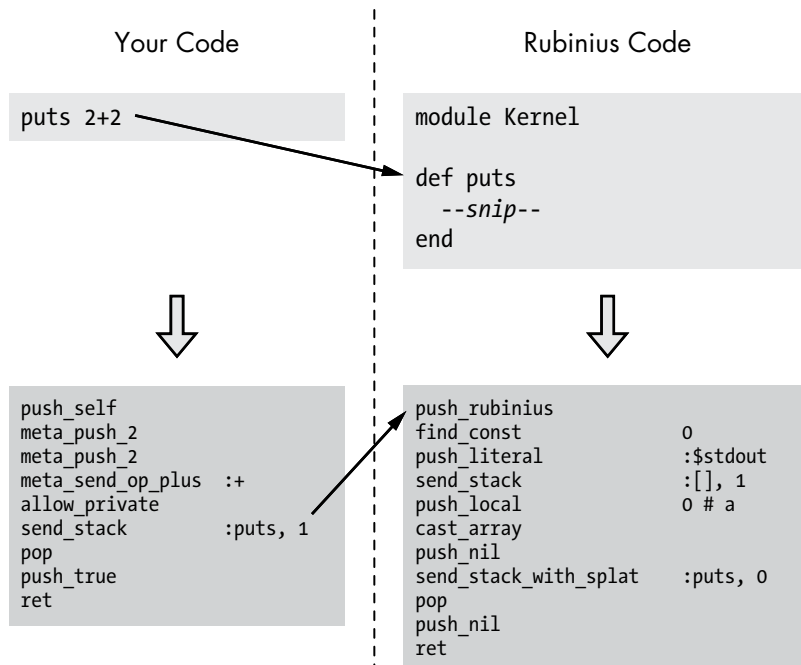 Your Code
puts 2+2
push_self
meta_push_2
meta_push_2
meta_send_op_plus :+
allow_private
send_stack :puts, 1
pop
push_true
ret
Rubinius Code
module Kernel
def puts
--snip--
end
push_rubinius
find_const 0
push_literal :$stdout
send_stack :[], 1
push_local 0 # a
cast_array
push_nil
send_stack_with_splat :puts, 0
pop
push_nil
ret